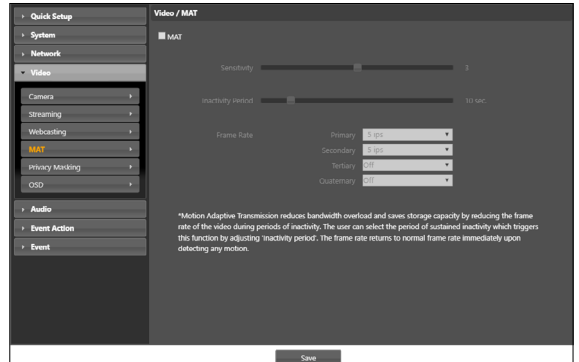 Quick Setup
System
Network
Video
Camera
Streaming
Webcasting
MAT
Privacy Masking
OSD
Audio
Event Action
Event
Video / MAT
MAT
Sensitivity 3
Inactivity Period 10 sec.
Frame Rate Primary 5 ips
Secondary 5 ips
Tertiary Off
Quaternary Off
*Motion Adaptive Transmission reduces bandwidth overload and saves storage capacity by reducing the frame
rate of the video during periods of inactivity. The user can select the period of sustained inactivity which triggers
this function by adjusting 'inactivity period'. The frame rate returns to normal frame rate immediately upon
detecting any motion.
Save